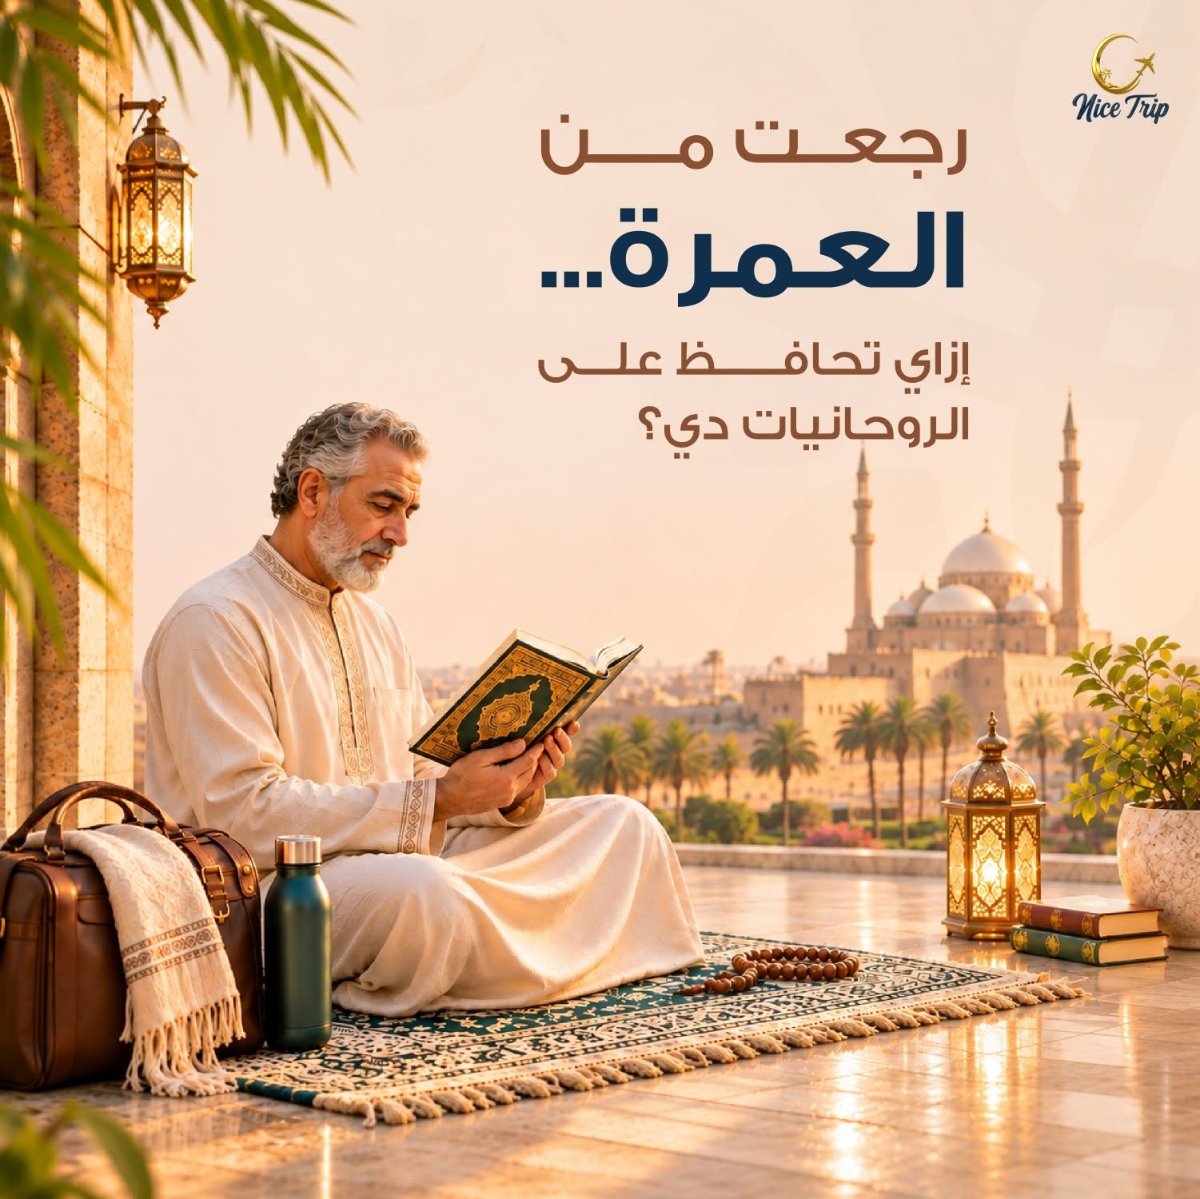 Nice Trip
رجعت من
العمرة...
إزاي تحافظ على
الروحانيات دي؟